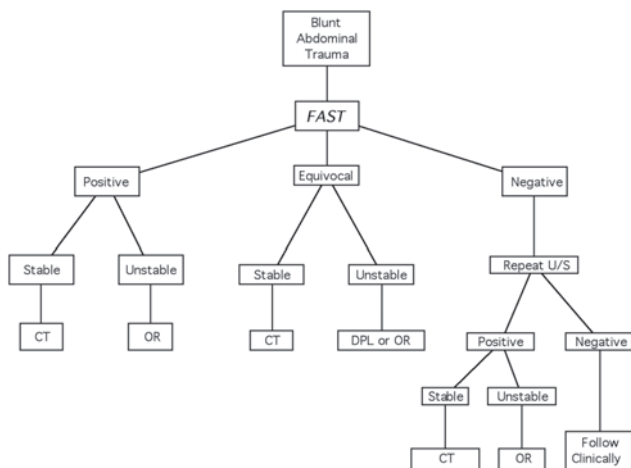 Blunt
Abdominal
Trauma
FAST
Positive
Equivocal
Negative
Stable
Unstable
Stable
Unstable
Repeat U/S
CT
OR
CT
DPL or OR
Positive
Negative
Stable
Unstable
CT
OR
Follow
Clinically